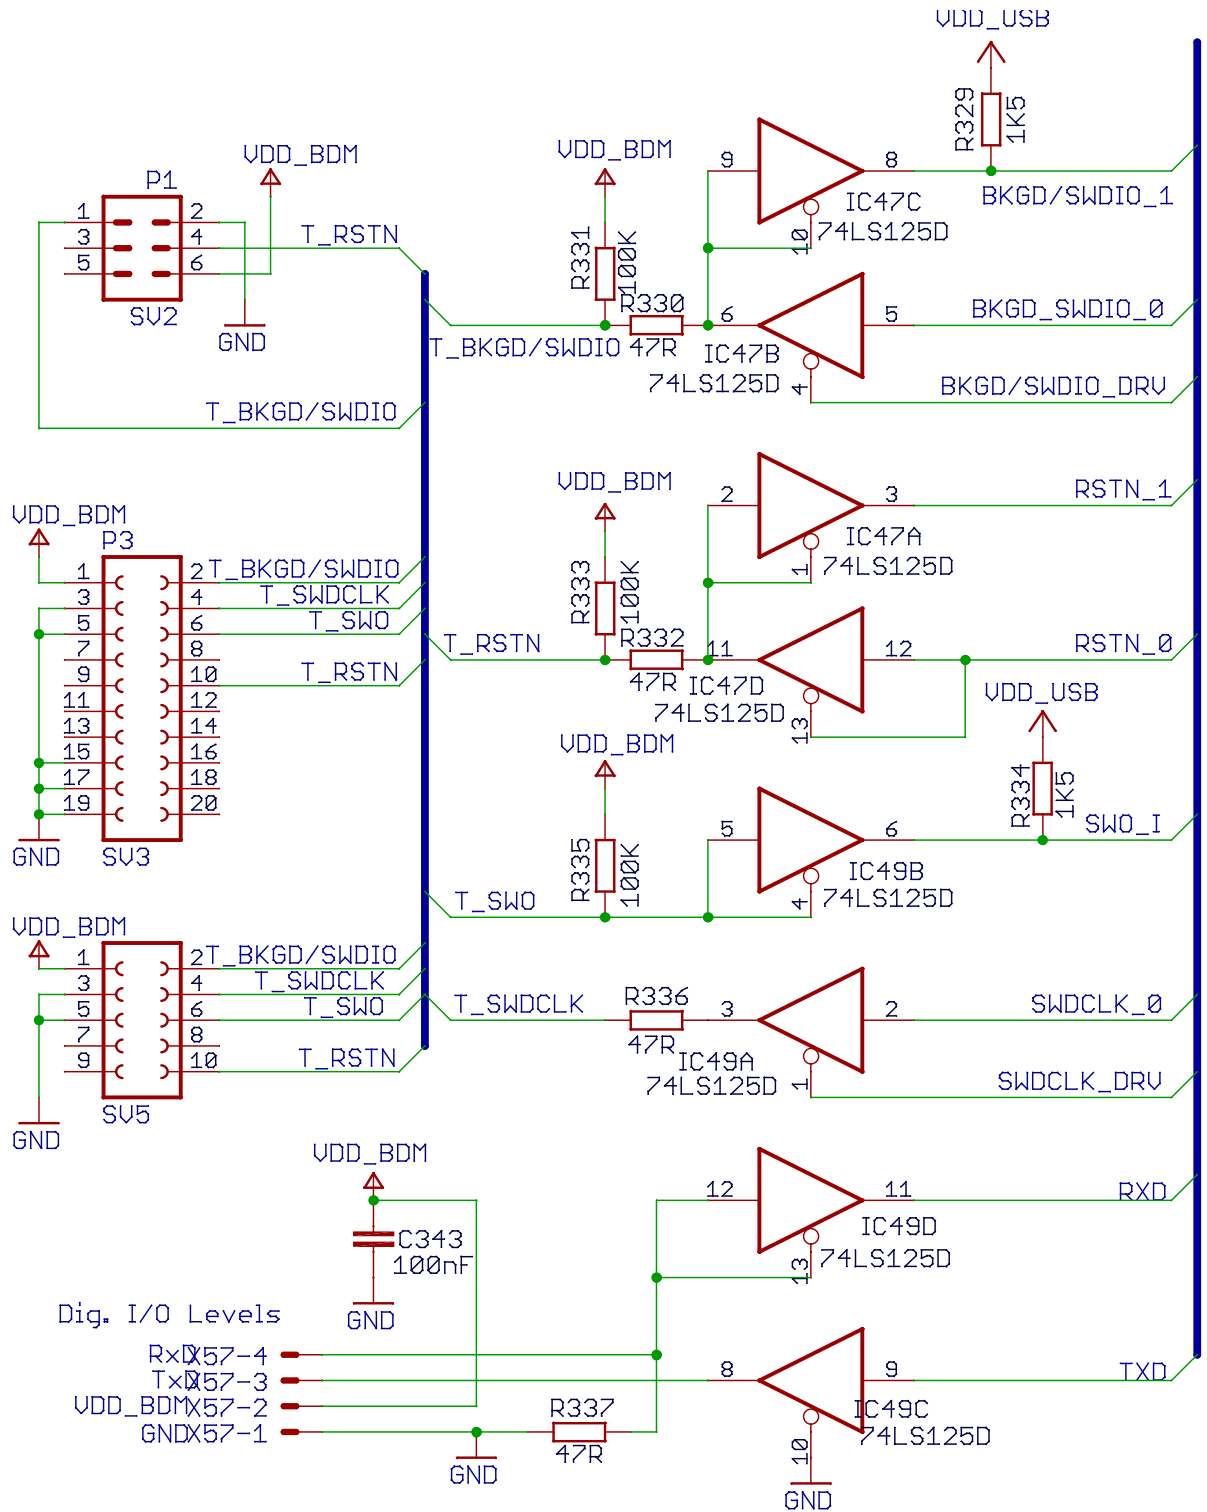 VDD_USB
R329
1K5
VDD_BDM
P1
1 2
3 4
5 6
SV2
T_RSTN
GND
T_BKGD/SWDIO
VDD_BDM
R331
100K
R330
47R
T_BKGD/SWDIO
9 8
10
IC47C
74LS125D
BKGD/SWDIO_1
6 5
4
IC47B
74LS125D
BKGD_SWDIO_0
BKGD/SWDIO_DRV
VDD_BDM
P3
1 2
3 4
5 6
7 8
9 10
11 12
13 14
15 16
17 18
19 20
SV3
GND
T_BKGD/SWDIO
T_SWDCLK
T_SWO
T_RSTN
VDD_BDM
R333
100K
R332
47R
T_RSTN
2 3
1
IC47A
74LS125D
RSTN_1
11 12
13
IC47D
74LS125D
RSTN_0
VDD_USB
R334
1K5
VDD_BDM
R335
100K
T_SWO
5 6
4
IC49B
74LS125D
SWO_I
VDD_BDM
1 2
3 4
5 6
7 8
9 10
SV5
GND
T_BKGD/SWDIO
T_SWDCLK
T_SWO
T_RSTN
T_SWDCLK
R336
47R
3 2
1
IC49A
74LS125D
SWDCLK_0
SWDCLK_DRV
VDD_BDM
C343
100nF
GND
12 11
13
IC49D
74LS125D
RXD
Dig. I/O Levels
RxD X57-4
TxD X57-3
VDD_BDM X57-2
GND X57-1
GND
R337
47R
8 9
10
IC49C
74LS125D
TXD
GND